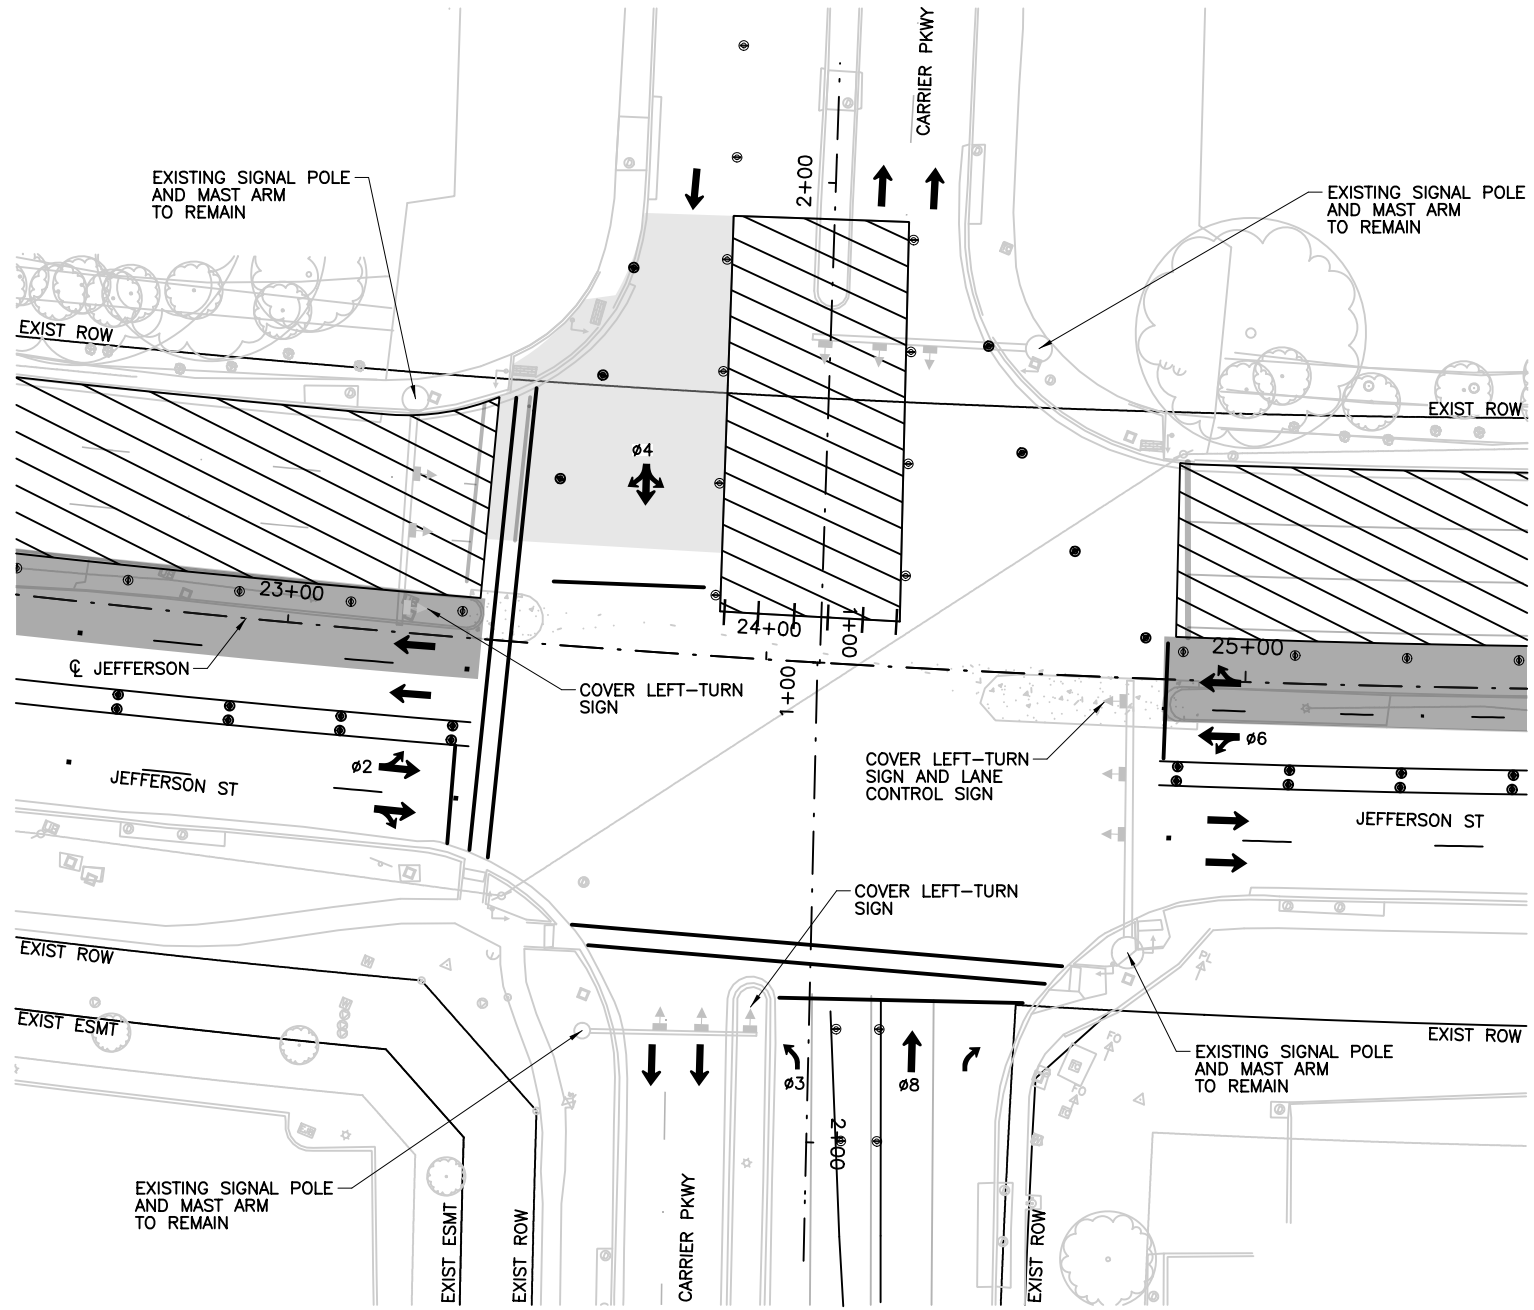 CARRIER PKWY
2+00
EXISTING SIGNAL POLE
AND MAST ARM
TO REMAIN
EXISTING SIGNAL POLE
AND MAST ARM
TO REMAIN
EXIST ROW
EXIST ROW
ø4
23+00
24+00
1+00
1+00
25+00
℄ JEFFERSON
COVER LEFT-TURN
SIGN
ø2
ø6
JEFFERSON ST
COVER LEFT-TURN
SIGN AND LANE
CONTROL SIGN
JEFFERSON ST
COVER LEFT-TURN
SIGN
EXIST ROW
EXIST ESMT
PL
FO
FO
EXIST ROW
EXISTING SIGNAL POLE
AND MAST ARM
TO REMAIN
ø3
ø8
2+00
EXISTING SIGNAL POLE
AND MAST ARM
TO REMAIN
EXIST ESMT
EXIST ROW
CARRIER PKWY
EXIST ROW